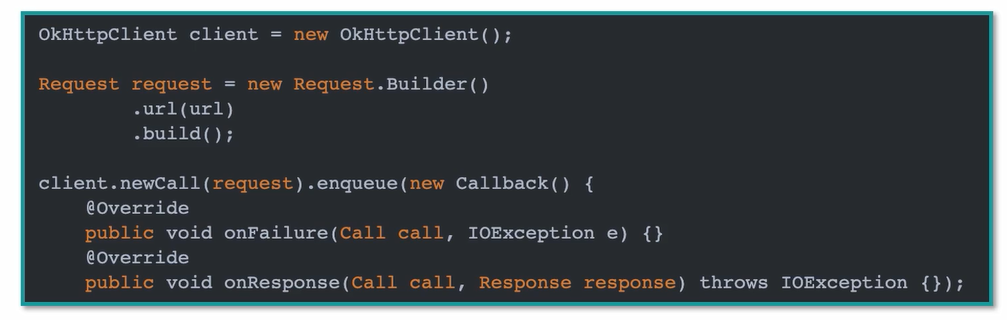 OkHttpClient client = new OkHttpClient();
Request request = new Request.Builder()
.url(url)
.build();
client.newCall(request).enqueue(new Callback() {
@Override
public void onFailure(Call call, IOException e) {}
@Override
public void onResponse(Call call, Response response) throws IOException {});